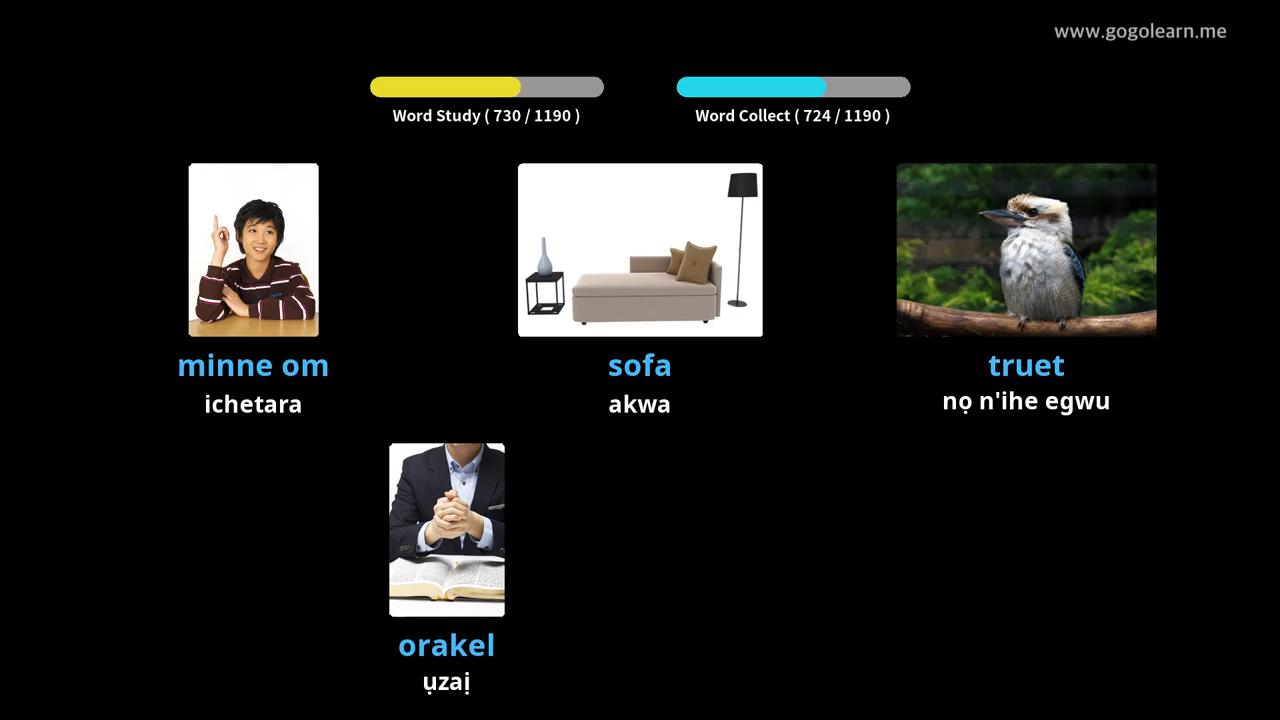 www.gogolearn.me
Word Study ( 730 / 1190 )
Word Collect ( 724 / 1190 )
minne om
ichetara
sofa
akwa
truet
nọ n'ihe egwu
orakel
ụzaị